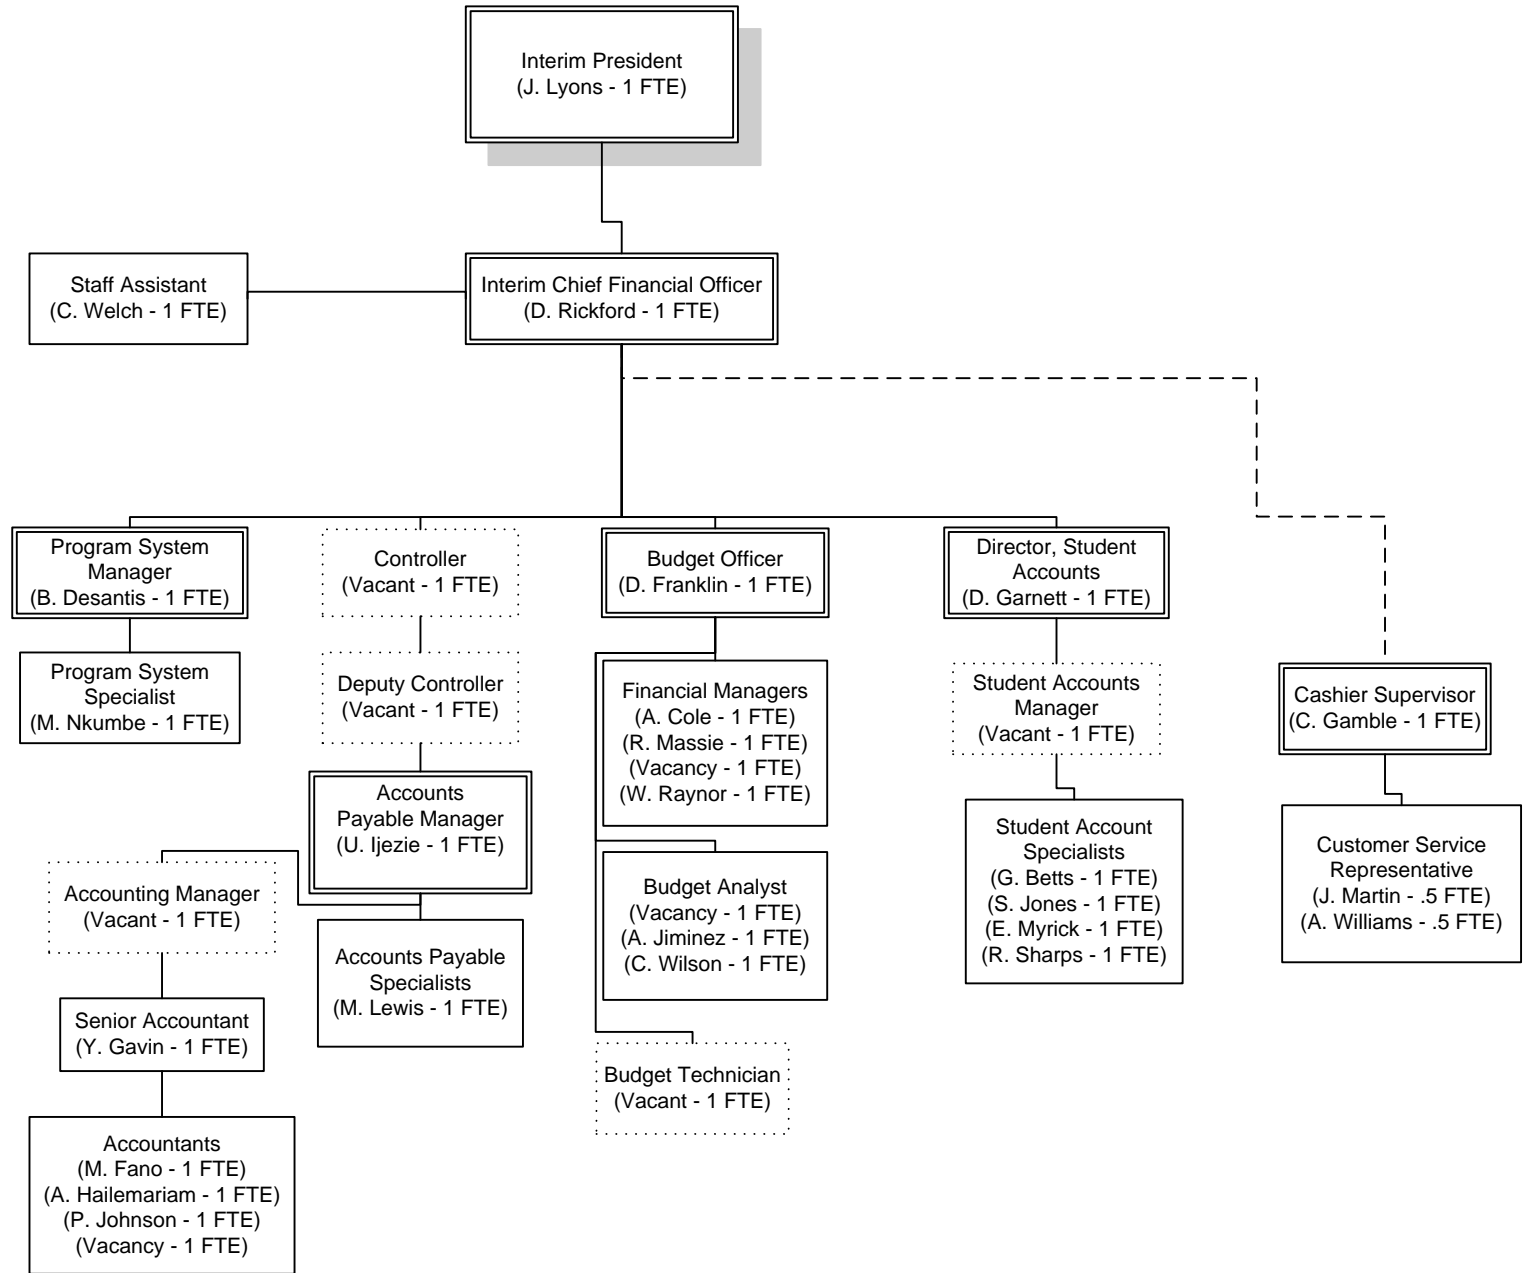 Interim President
(J. Lyons - 1 FTE)
Staff Assistant
(C. Welch - 1 FTE)
Interim Chief Financial Officer
(D. Rickford - 1 FTE)
Program System
Manager
(B. Desantis - 1 FTE)
Controller
(Vacant - 1 FTE)
Budget Officer
(D. Franklin - 1 FTE)
Director, Student
Accounts
(D. Garnett - 1 FTE)
Program System
Specialist
(M. Nkumbe - 1 FTE)
Deputy Controller
(Vacant - 1 FTE)
Financial Managers
(A. Cole - 1 FTE)
(R. Massie - 1 FTE)
(Vacancy - 1 FTE)
(W. Raynor - 1 FTE)
Student Accounts
Manager
(Vacant - 1 FTE)
Cashier Supervisor
(C. Gamble - 1 FTE)
Accounts
Payable Manager
(U. Ijezie - 1 FTE)
Student Account
Specialists
(G. Betts - 1 FTE)
(S. Jones - 1 FTE)
(E. Myrick - 1 FTE)
(R. Sharps - 1 FTE)
Customer Service
Representative
(J. Martin - .5 FTE)
(A. Williams - .5 FTE)
Accounting Manager
(Vacant - 1 FTE)
Budget Analyst
(Vacancy - 1 FTE)
(A. Jiminez - 1 FTE)
(C. Wilson - 1 FTE)
Accounts Payable
Specialists
(M. Lewis - 1 FTE)
Senior Accountant
(Y. Gavin - 1 FTE)
Budget Technician
(Vacant - 1 FTE)
Accountants
(M. Fano - 1 FTE)
(A. Hailemariam - 1 FTE)
(P. Johnson - 1 FTE)
(Vacancy - 1 FTE)